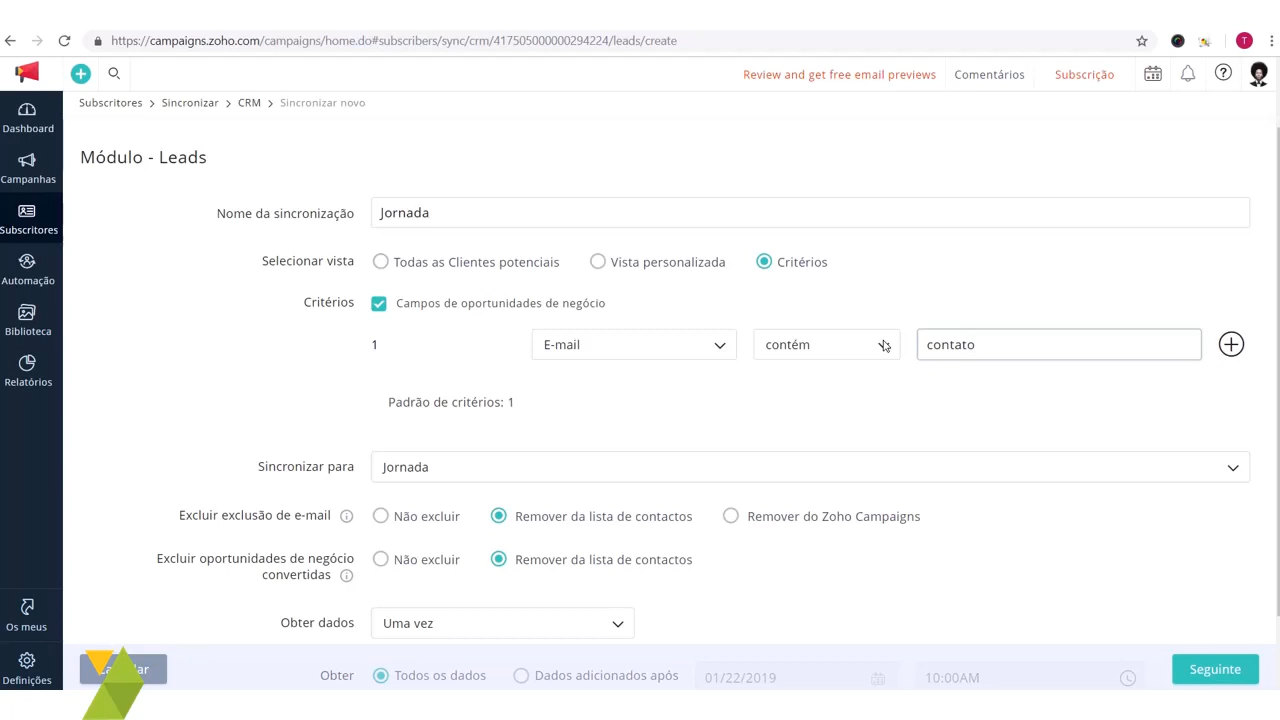 https://campaigns.zoho.com/campaigns/home.do#subscribers/sync/crm/417505000000294224/leads/create
T
Review and get free email previews
Comentários
Subscrição
Subscritores > Sincronizar > CRM > Sincronizar novo
Dashboard
Campanhas
Subscritores
Automação
Biblioteca
Relatórios
Os meus
Definições
Módulo - Leads
Nome da sincronização Jornada
Selecionar vista Todas as Clientes potenciais Vista personalizada Critérios
Critérios Campos de oportunidades de negócio
1 E-mail contém contato
Padrão de critérios: 1
Sincronizar para Jornada
Excluir exclusão de e-mail Não excluir Remover da lista de contactos Remover do Zoho Campaigns
Excluir oportunidades de negócio
convertidas
Não excluir Remover da lista de contactos
Obter dados Uma vez
Obter Todos os dados Dados adicionados após 01/22/2019 10:00AM
Seguinte